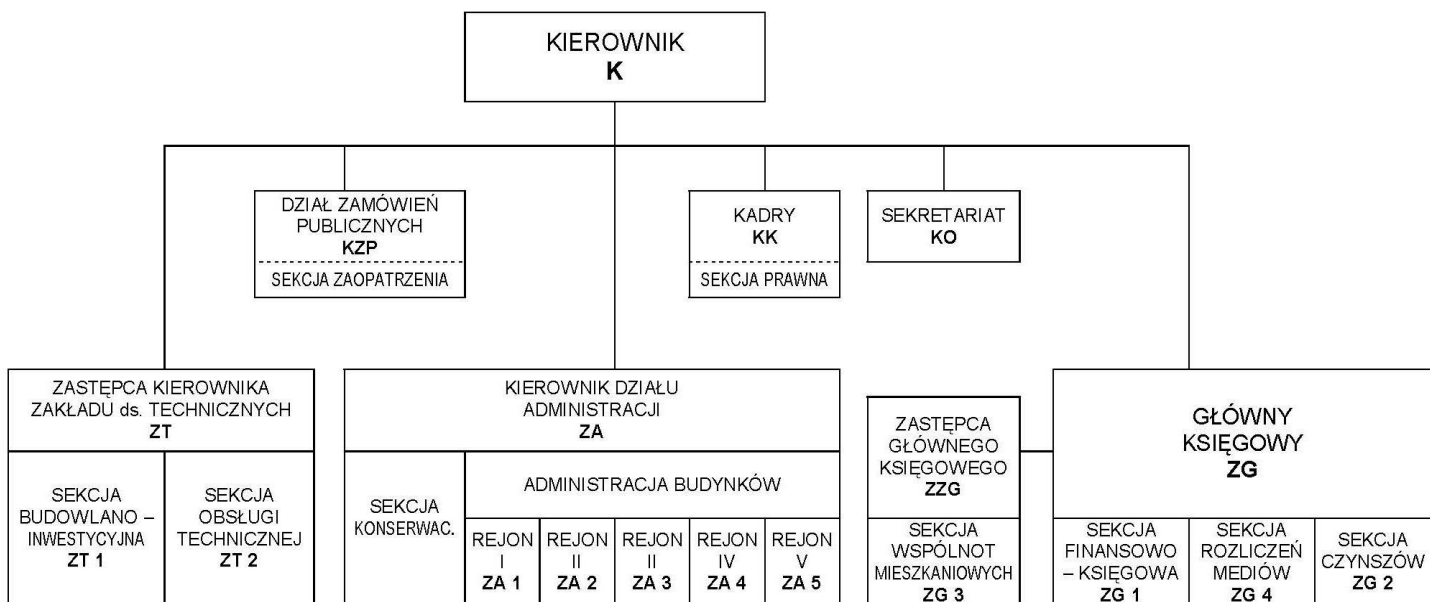 KIEROWNIK
K
DZIAŁ ZAMÓWIEŃ
PUBLICZNYCH
KZP
SEKCJA ZAOPATRZENIA
KADRY
KK
SEKCJA PRAWNA
SEKRETARIAT
KO
ZASTĘPCA KIEROWNIKA
ZAKŁADU ds. TECHNICZNYCH
ZT
SEKCJA
BUDOWLANO –
INWESTYCYJNA
ZT 1
SEKCJA
OBSŁUGI
TECHNICZNEJ
ZT 2
KIEROWNIK DZIAŁU
ADMINISTRACJI
ZA
SEKCJA
KONSERWAC.
ADMINISTRACJA BUDYNKÓW
REJON
I
ZA 1
REJON
II
ZA 2
REJON
II
ZA 3
REJON
IV
ZA 4
REJON
V
ZA 5
ZASTĘPCA
GŁÓWNEGO
KSIĘGOWEGO
ZZG
SEKCJA
WSPÓLNOT
MIESZKANIOWYCH
ZG 3
GŁÓWNY
KSIĘGOWY
ZG
SEKCJA
FINANSOWO
– KSIĘGOWA
ZG 1
SEKCJA
ROZLICZEŃ
MEDIÓW
ZG 4
SEKCJA
CZYNSZÓW
ZG 2